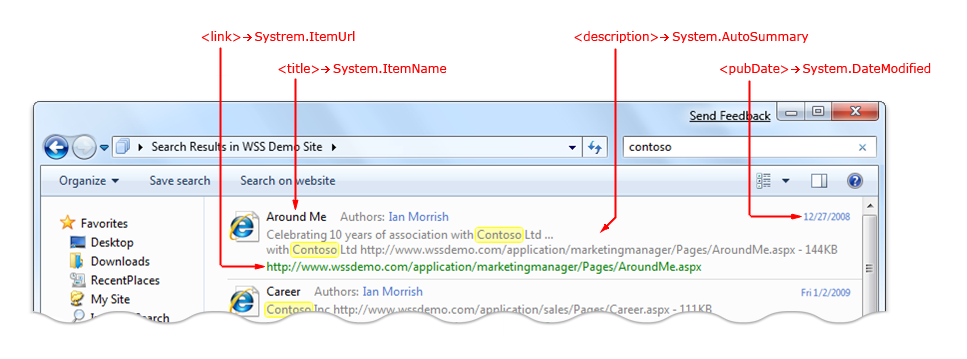 <link>→Systrem.ItemUrl
<description>→System.AutoSummary
<title>→System.ItemName
<pubDate>→System.DateModified
Send Feedback
Search Results in WSS Demo Site
contoso
Organize
Save search
Search on website
Favorites
Desktop
Downloads
RecentPlaces
My Site
Around Me Authors: Ian Morrish 12/27/2008
Celebrating 10 years of association with Contoso Ltd ...
with Contoso Ltd http://www.wssdemo.com/application/marketingmanager/Pages/AroundMe.aspx - 144KB
http://www.wssdemo.com/application/marketingmanager/Pages/AroundMe.aspx
Career Authors: Ian Morrish Fri 1/2/2009
Contoso Inc http://www.wssdemo.com/application/sales/Pages/Career.aspx - 111KB